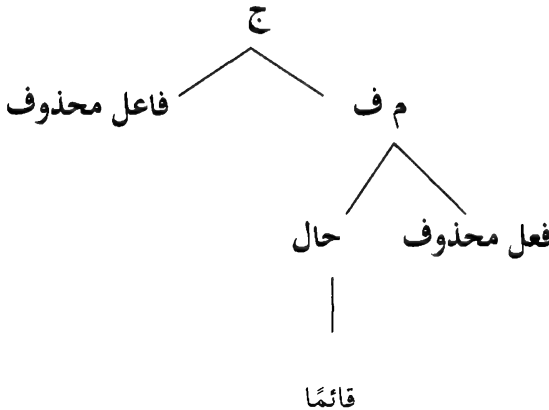 ج
م ف فاعل محذوف
فعل محذوف حال
قائمًا